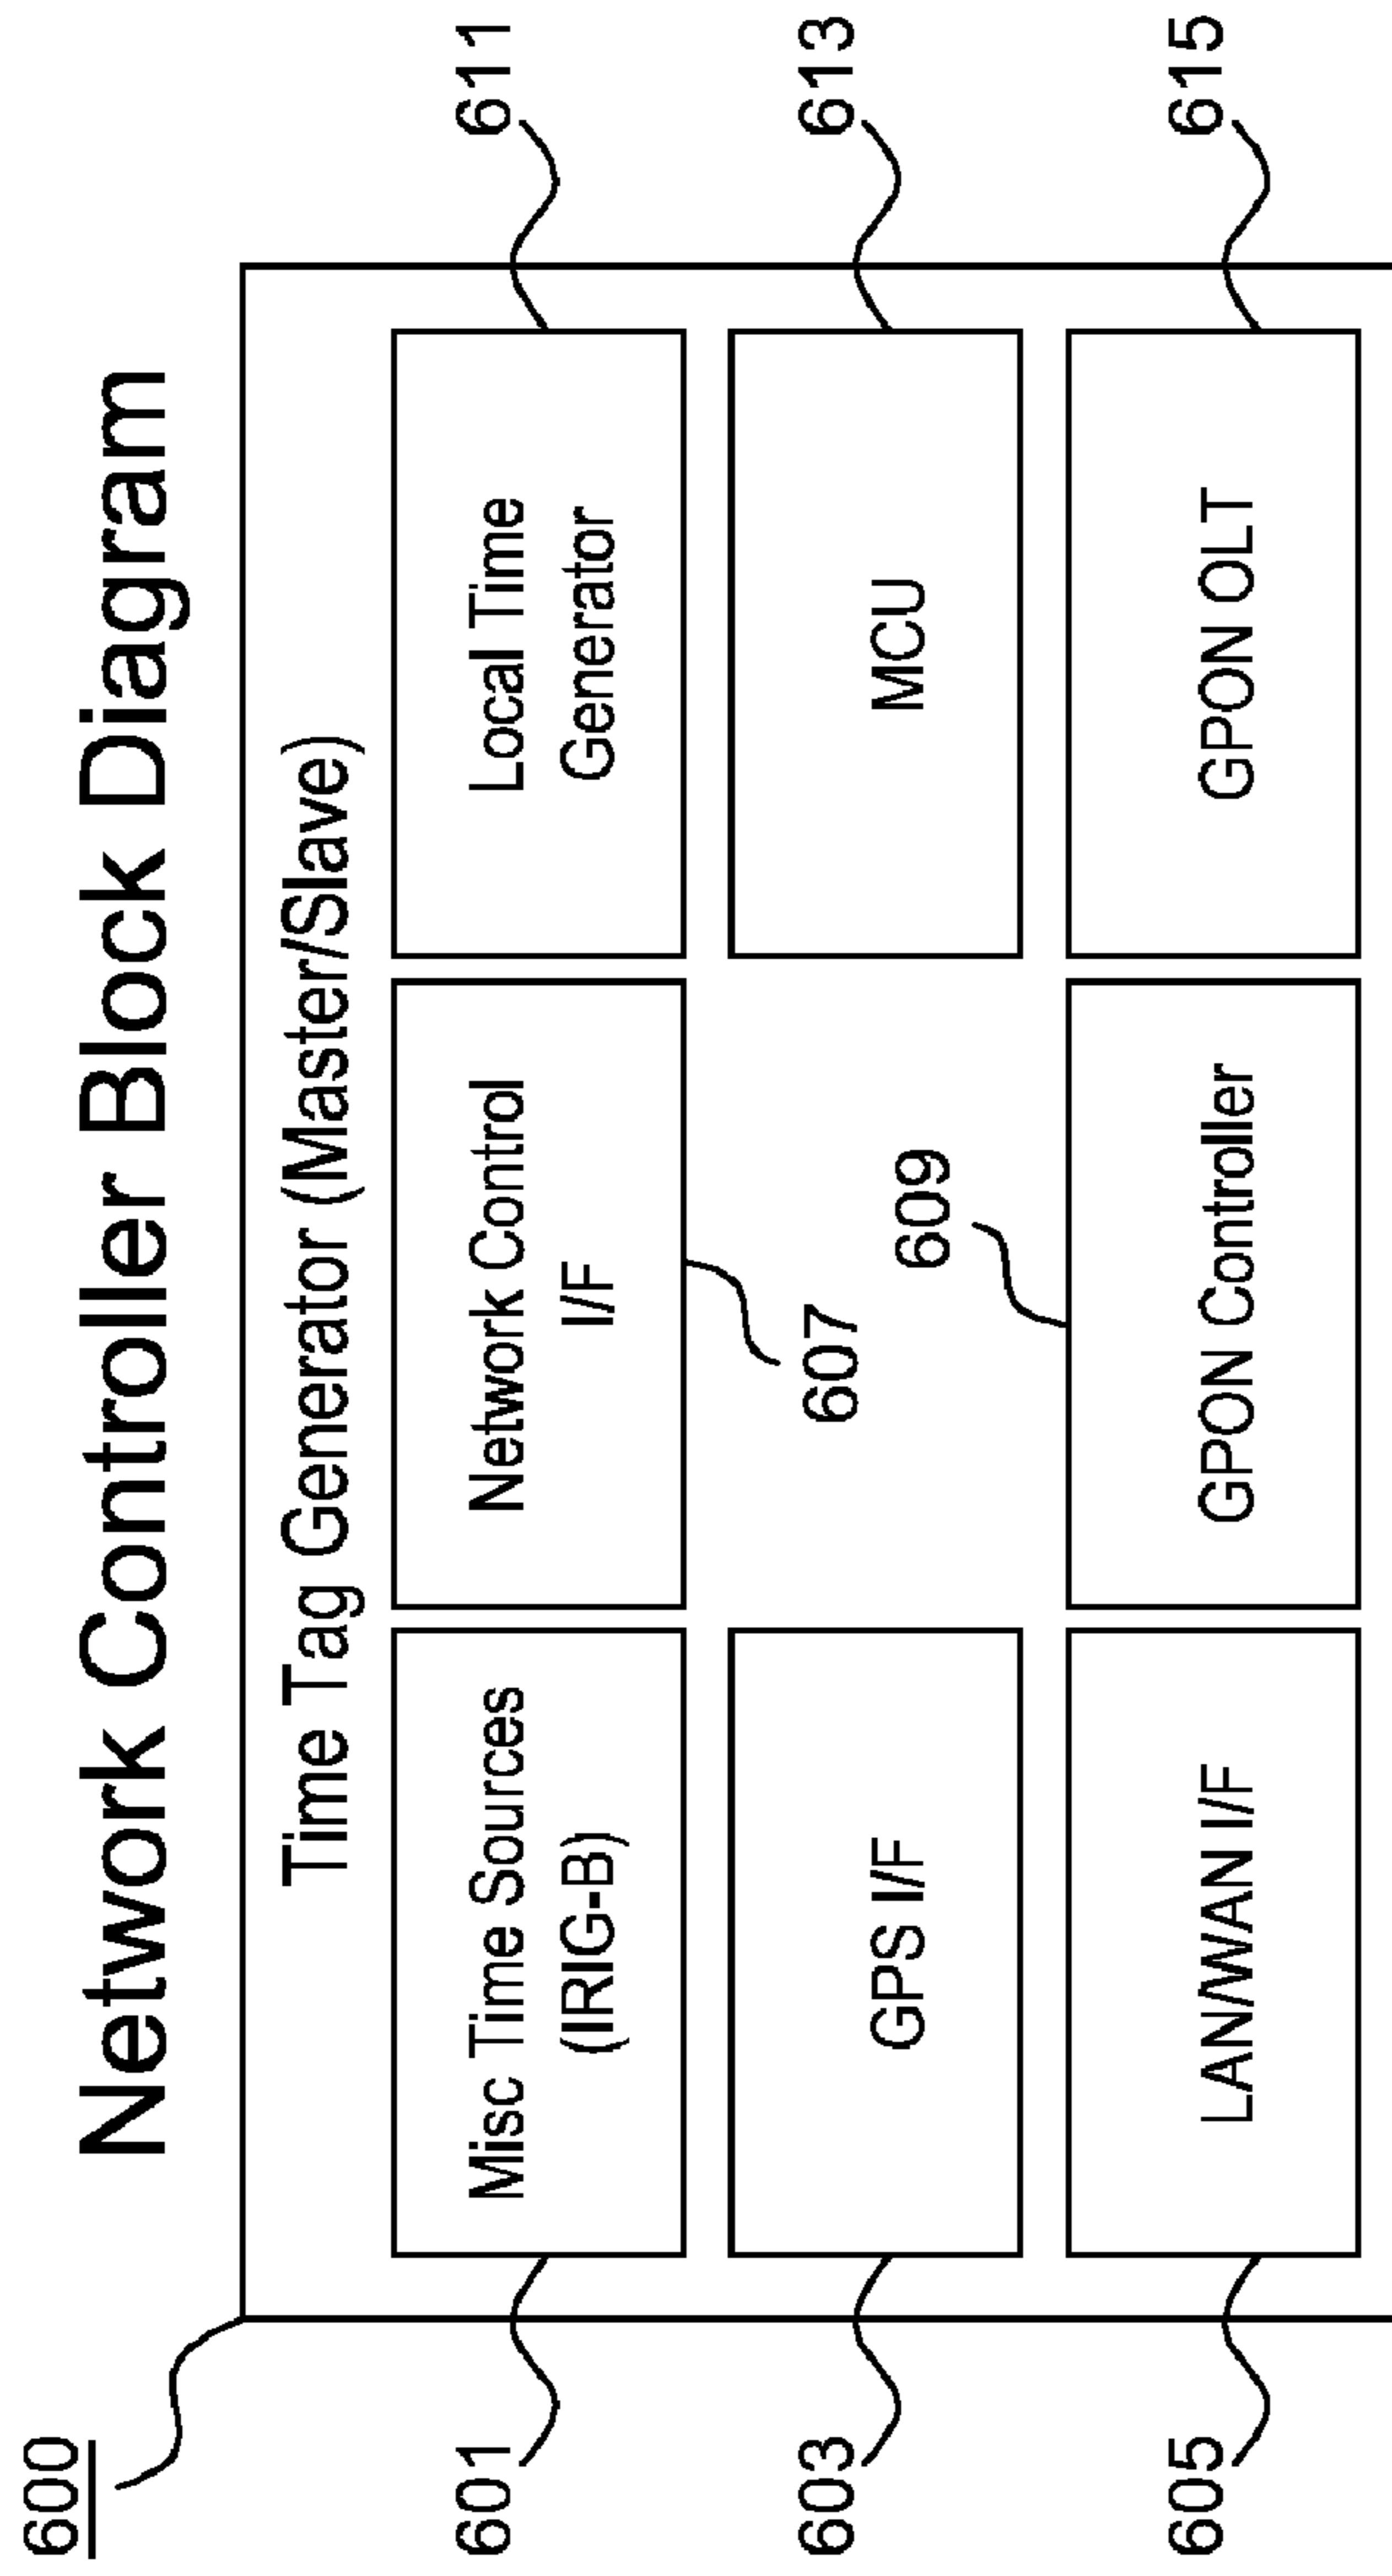 Network Controller Block Diagram
600
Time Tag Generator (Master/Slave)
601
Misc Time Sources
(IRIG-B)
Network Control
I/F
Local Time
Generator
611
607
603
GPS I/F
609
MCU
613
605
LAN/WAN I/F
GPON Controller
GPON OLT
615